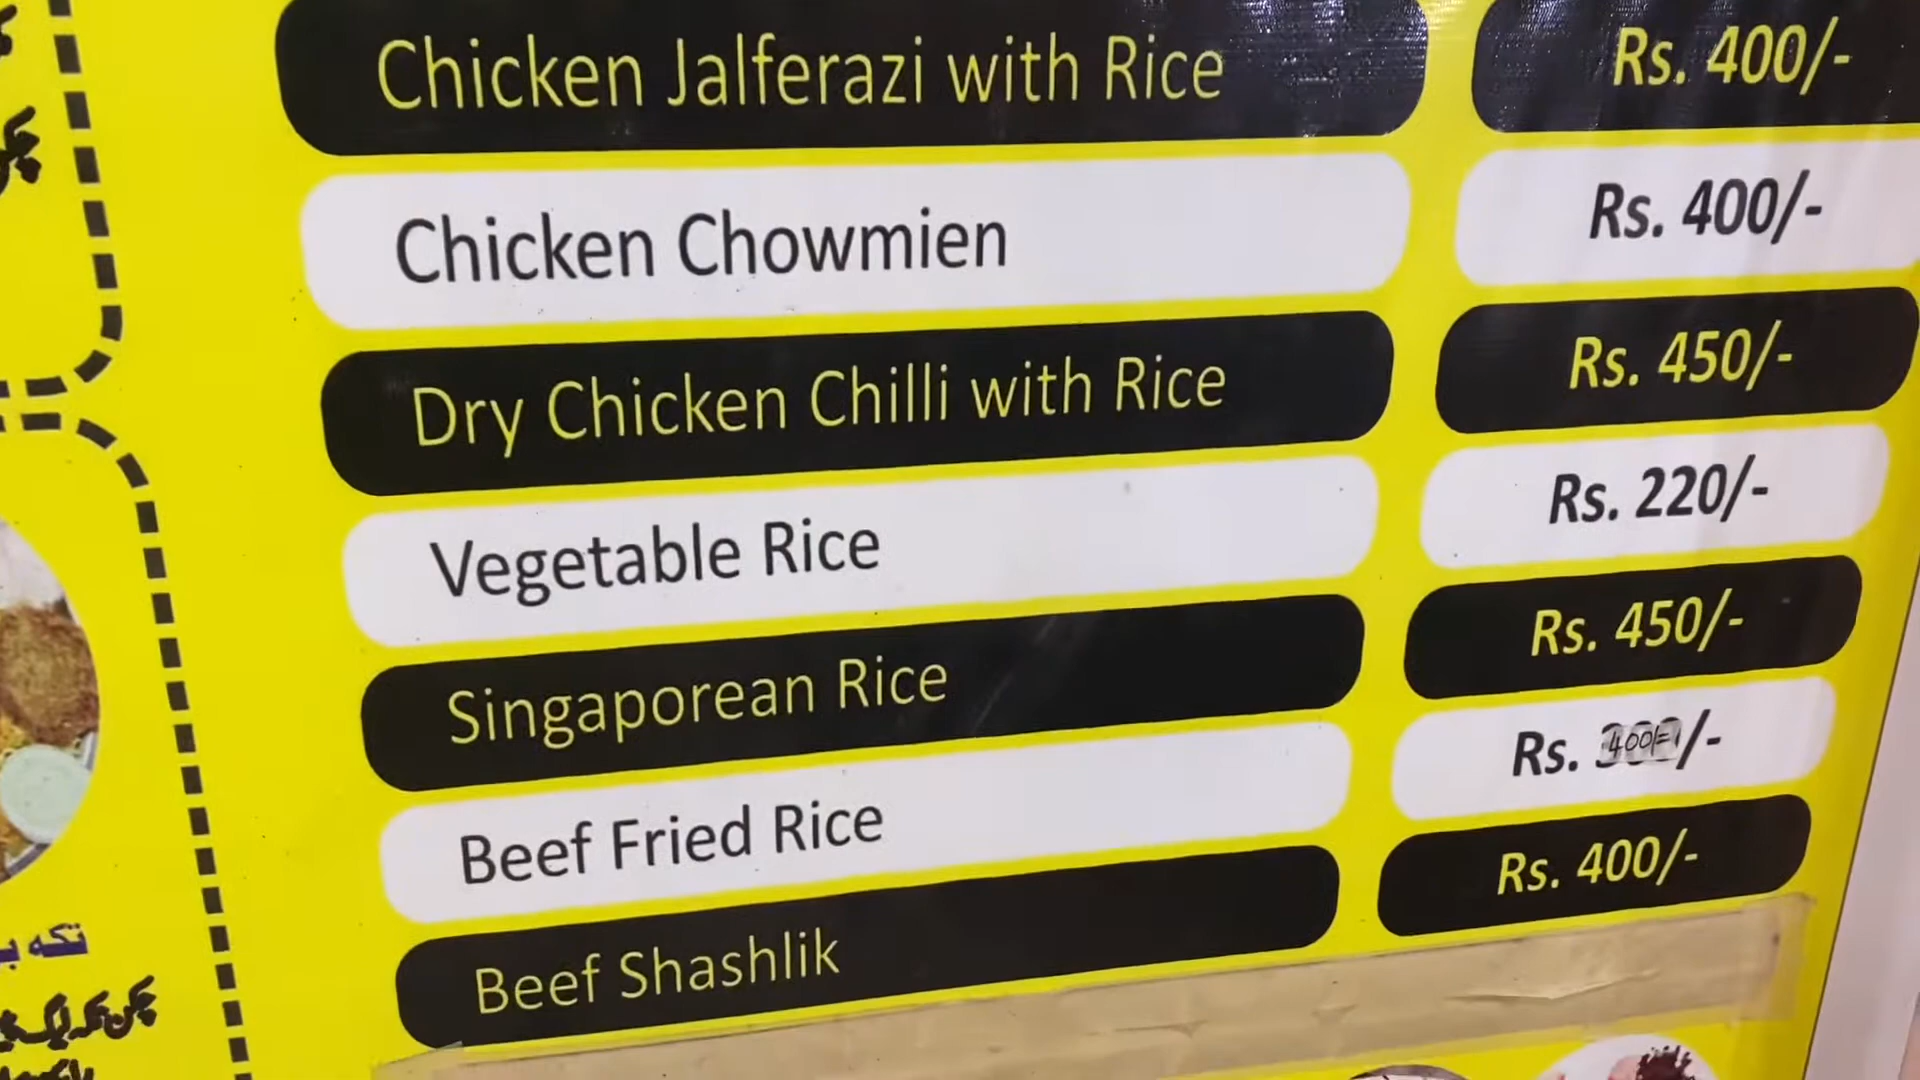 Chicken Jalferazi with Rice Rs. 400/-
Chicken Chowmien Rs. 400/-
Dry Chicken Chilli with Rice Rs. 450/-
Vegetable Rice Rs. 220/-
Singaporean Rice Rs. 450/-
Beef Fried Rice Rs. 400/=/-
Beef Shashlik Rs. 400/-
تکہ